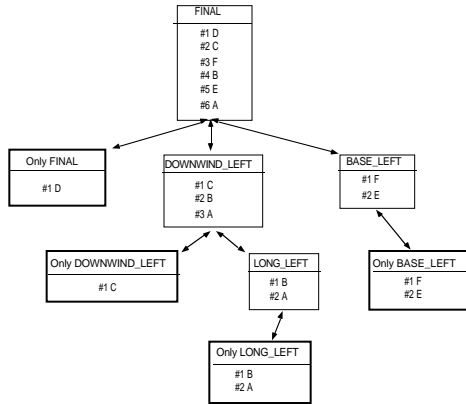 FINAL
#1 D
#2 C
#3 F
#4 B
#5 E
#6 A
Only FINAL
#1 D
DOWNWIND_LEFT
#1 C
#2 B
#3 A
BASE_LEFT
#1 F
#2 E
Only DOWNWIND_LEFT
#1 C
LONG_LEFT
#1 B
#2 A
Only BASE_LEFT
#1 F
#2 E
Only LONG_LEFT
#1 B
#2 A